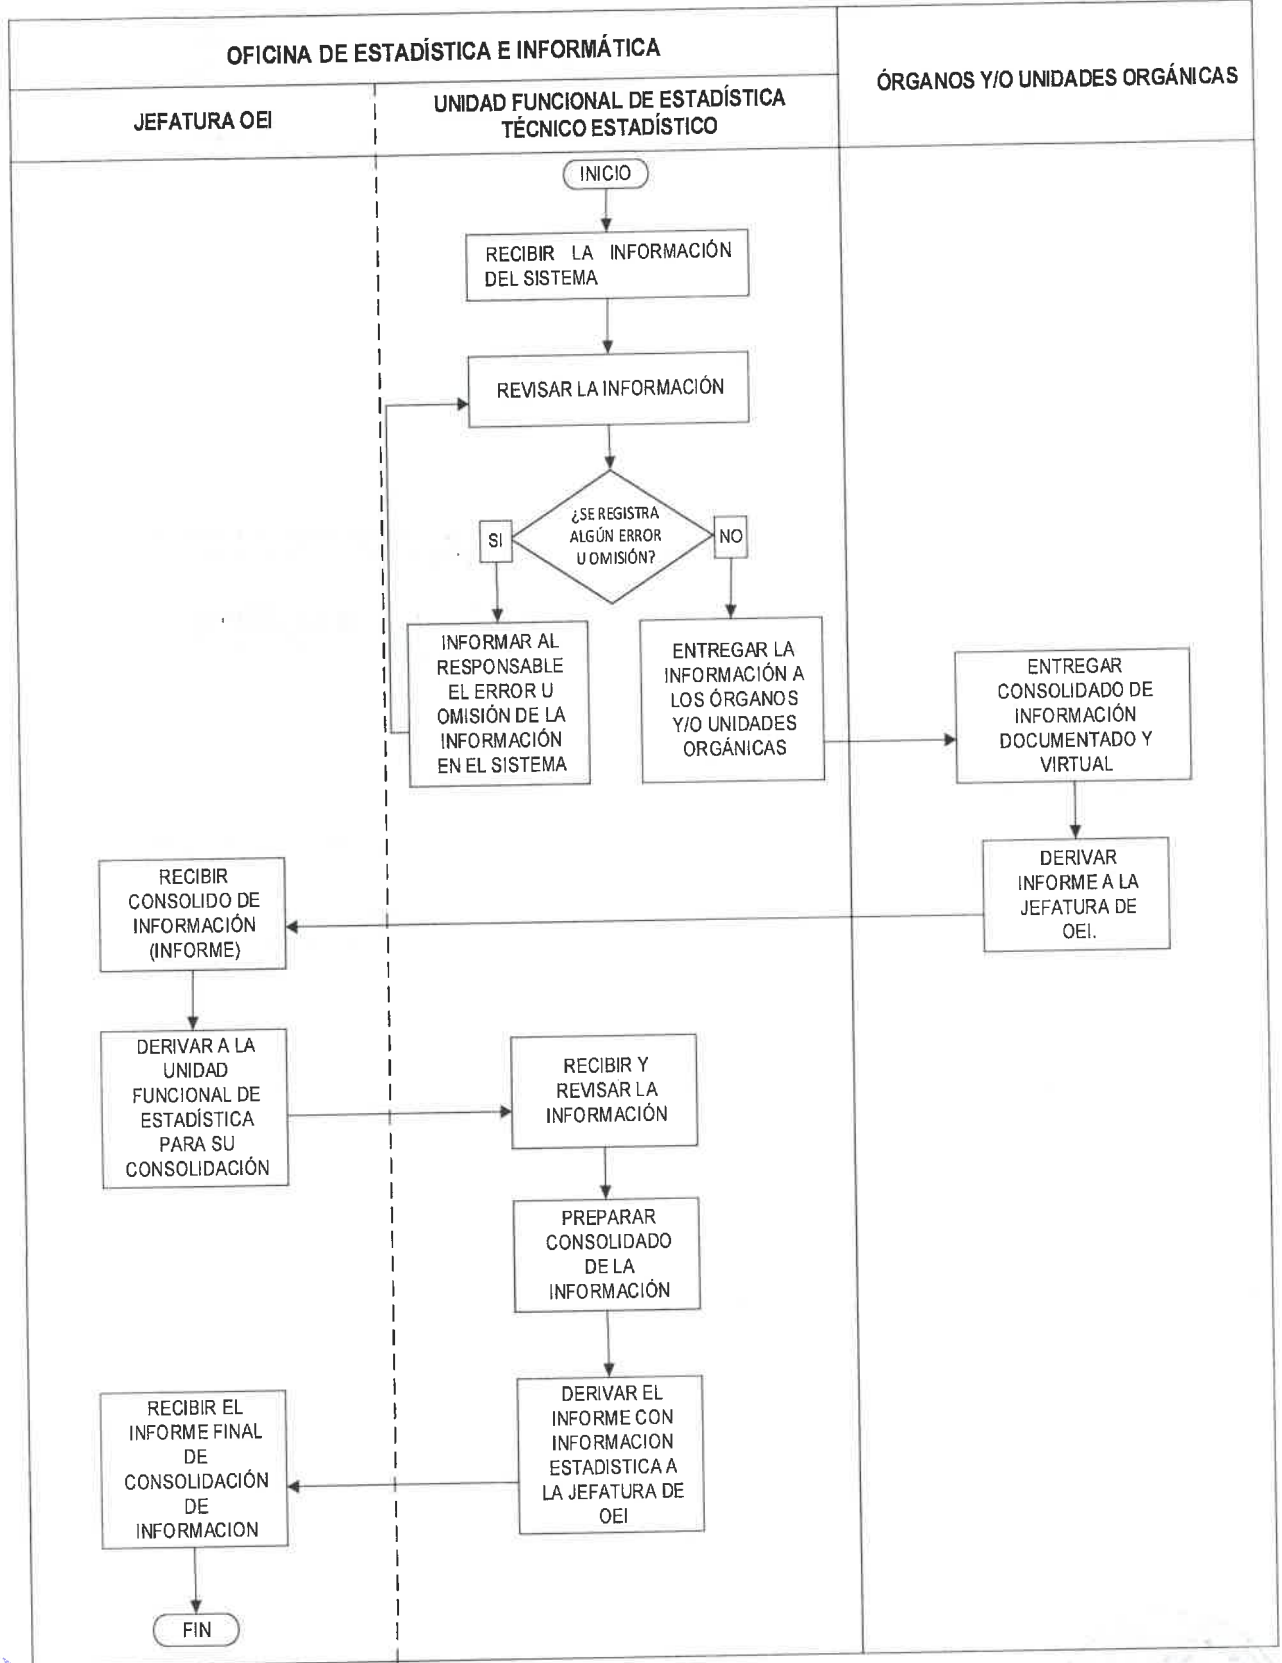 OFICINA DE ESTADÍSTICA E INFORMÁTICA
ÓRGANOS Y/O UNIDADES ORGÁNICAS
JEFATURA OEI
UNIDAD FUNCIONAL DE ESTADÍSTICA
TÉCNICO ESTADÍSTICO
INICIO
RECIBIR LA INFORMACIÓN
DEL SISTEMA
REVISAR LA INFORMACIÓN
¿SE REGISTRA
ALGÚN ERROR
U OMISIÓN?
SI
NO
INFORMAR AL
RESPONSABLE
EL ERROR U
OMISIÓN DE LA
INFORMACIÓN
EN EL SISTEMA
ENTREGAR LA
INFORMACIÓN A
LOS ÓRGANOS
Y/O UNIDADES
ORGÁNICAS
ENTREGAR
CONSOLIDADO DE
INFORMACIÓN
DOCUMENTADO Y
VIRTUAL
DERIVAR
INFORME A LA
JEFATURA DE
OEI.
RECIBIR
CONSOLIDO DE
INFORMACIÓN
(INFORME)
DERIVAR A LA
UNIDAD
FUNCIONAL DE
ESTADÍSTICA
PARA SU
CONSOLIDACIÓN
RECIBIR Y
REVISAR LA
INFORMACIÓN
PREPARAR
CONSOLIDADO
DE LA
INFORMACIÓN
DERIVAR EL
INFORME CON
INFORMACION
ESTADISTICA A
LA JEFATURA DE
OEI
RECIBIR EL
INFORME FINAL
DE
CONSOLIDACIÓN
DE
INFORMACION
FIN